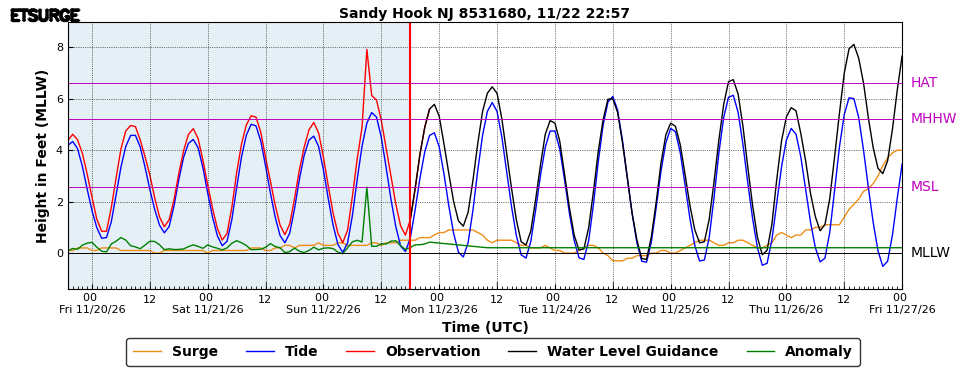 ETSURGE
Sandy Hook NJ 8531680, 11/22 22:57
Height in Feet (MLLW)
8
6
4
2
0
HAT
MHHW
MSL
MLLW
00 12 00 12 00 12 00 12 00 12 00 12 00 12 00
Fri 11/20/26 Sat 11/21/26 Sun 11/22/26 Mon 11/23/26 Tue 11/24/26 Wed 11/25/26 Thu 11/26/26 Fri 11/27/26
Time (UTC)
Surge Tide Observation Water Level Guidance Anomaly